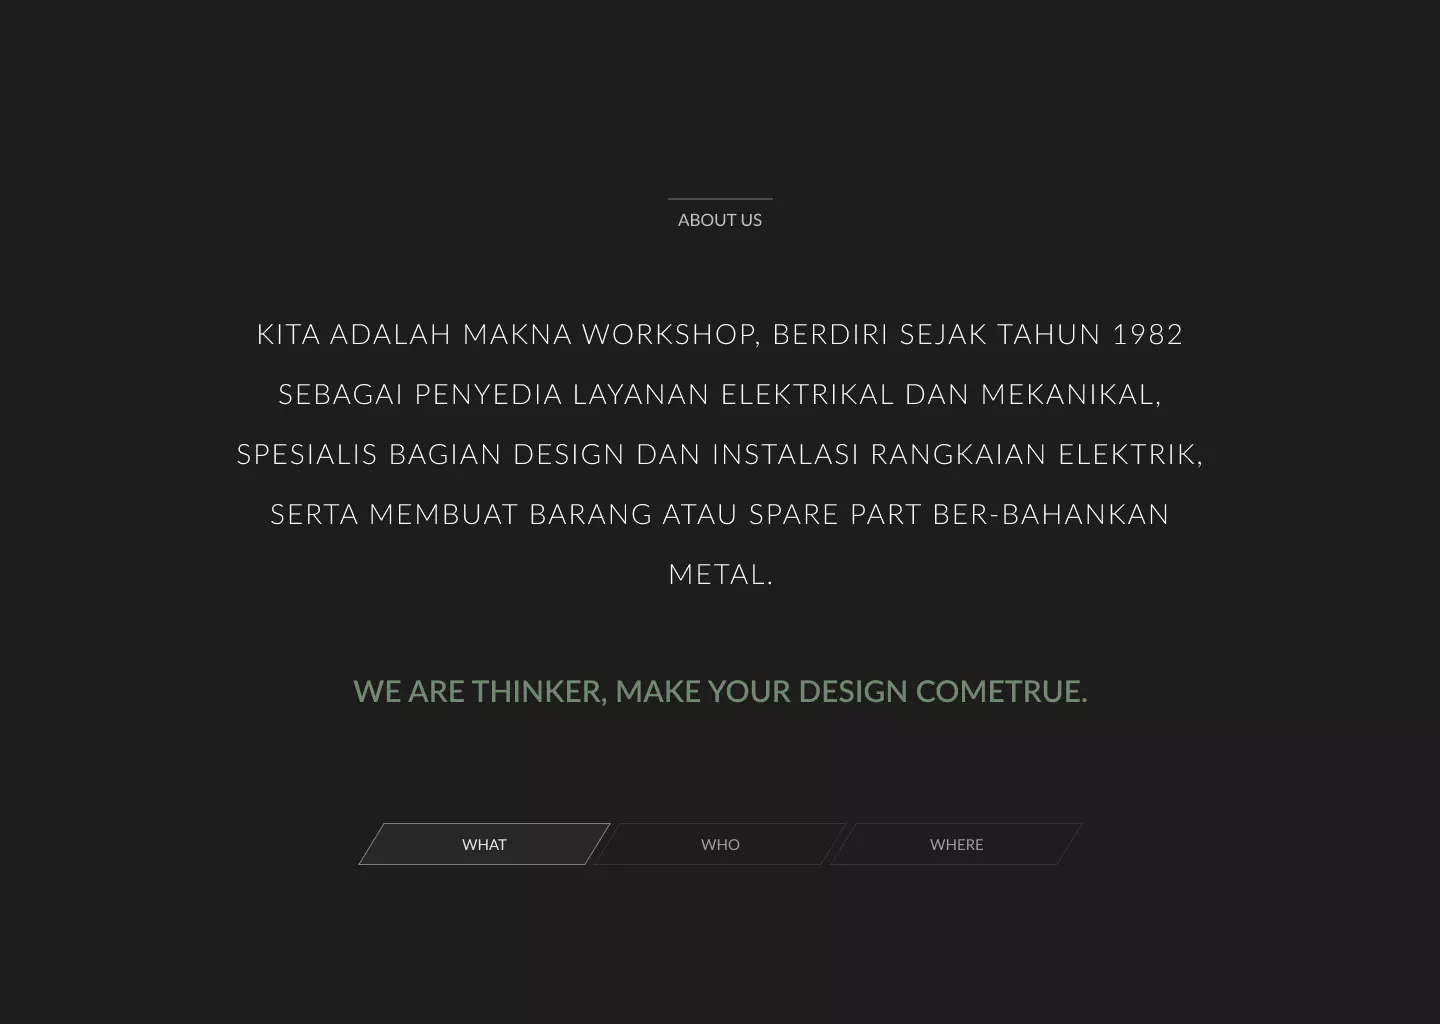 ABOUT US
KITA ADALAH MAKNA WORKSHOP, BERDIRI SEJAK TAHUN 1982
SEBAGAI PENYEDIA LAYANAN ELEKTRIKAL DAN MEKANIKAL,
SPESIALIS BAGIAN DESIGN DAN INSTALASI RANGKAIAN ELEKTRIK,
SERTA MEMBUAT BARANG ATAU SPARE PART BER-BAHANKAN
METAL.
WE ARE THINKER, MAKE YOUR DESIGN COMETRUE.
WHAT WHO WHERE